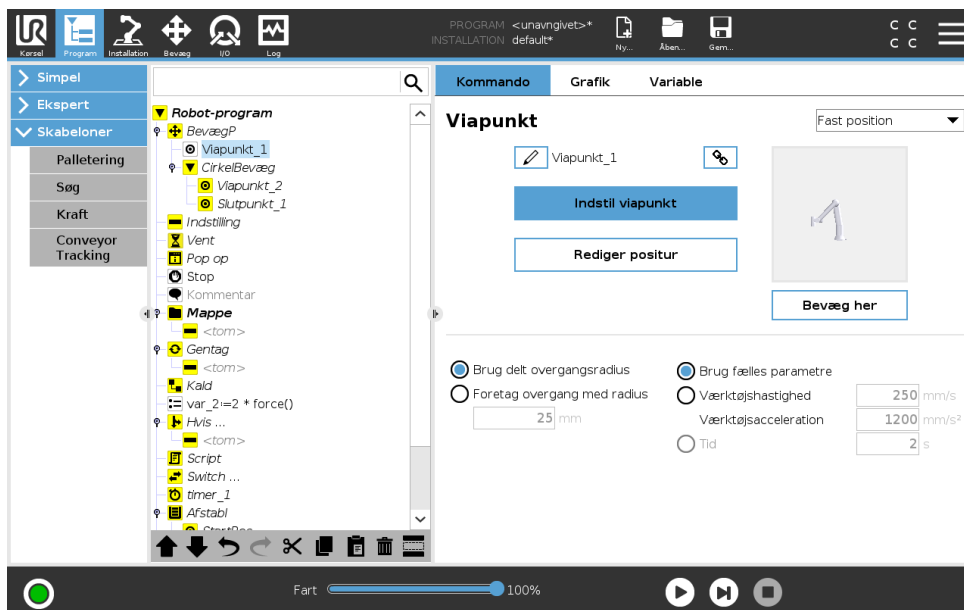 PROGRAM <unavngivet>*
INSTALLATION default*
Ny...
Åben...
Gem...
C C
C C
UR
Kørsel
Program
Installation
Bevæg
I/O
Log
Simpel
Ekspert
Skabeloner
Palletering
Søg
Kraft
Conveyor
Tracking
Robot-program
BevægP
Viapunkt_1
CirkelBevæg
Viapunkt_2
Slutpunkt_1
Indstilling
Vent
Pop op
Stop
Kommentar
Mappe
<tom>
Gentag
<tom>
Kald
var_2:=2 * force()
Hvis ...
<tom>
Script
Switch ...
timer_1
Afstabl
Kommando
Grafik
Variable
Viapunkt
Fast position
Viapunkt_1
Indstil viapunkt
Rediger positur
Bevæg her
Brug delt overgangsradius
Foretag overgang med radius
25 mm
Brug fælles parametre
Værktøjshastighed 250 mm/s
Værktøjsacceleration 1200 mm/s²
Tid 2 s
Fart 100%